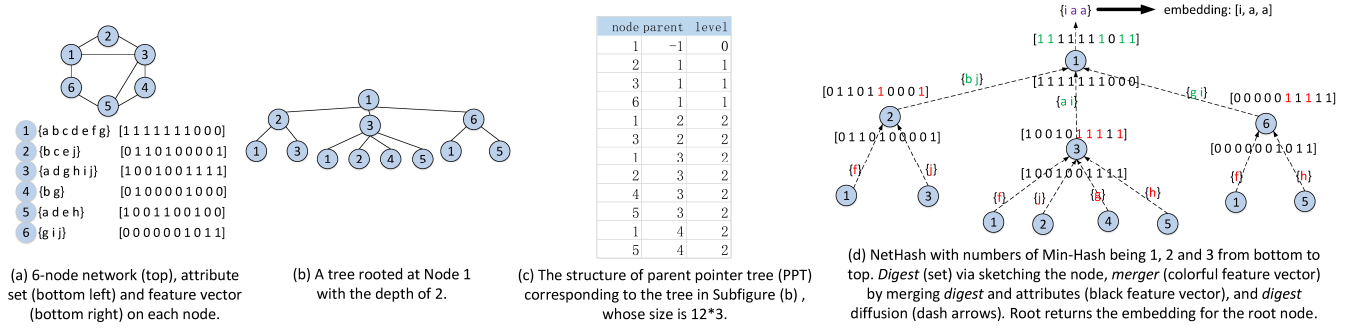 2
1
3
6
4
5
1 {a b c d e f g} [1 1 1 1 1 1 1 0 0 0]
2 {b c e j} [0 1 1 0 1 0 0 0 0 1]
3 {a d g h i j} [1 0 0 1 0 0 1 1 1 1]
4 {b g} [0 1 0 0 0 0 1 0 0 0]
5 {a d e h} [1 0 0 1 1 0 0 1 0 0]
6 {g i j} [0 0 0 0 0 0 1 0 1 1]
(a) 6-node network (top), attribute
set (bottom left) and feature vector
(bottom right) on each node.
1
2 3 6
1 3 1 2 4 5 1 5
(b) A tree rooted at Node 1
with the depth of 2.
node parent level
1 -1 0
2 1 1
3 1 1
6 1 1
1 2 2
3 2 2
1 3 2
2 3 2
4 3 2
5 3 2
1 4 2
5 4 2
(c) The structure of parent pointer tree (PPT)
corresponding to the tree in Subfigure (b) ,
whose size is 12*3.
{i a a} embedding: [i, a, a]
[1 1 1 1 1 1 1 0 1 1]
1
[1 1 1 1 1 1 1 0 0 0]
{b j} {a i} {g i}
[0 1 1 0 1 1 0 0 0 1]
2
[0 1 1 0 1 0 0 0 0 1]
{f} {j}
1 3
[1 0 0 1 0 1 1 1 1 1]
3
[1 0 0 1 0 0 1 1 1 1]
{f} {j} {g} {h}
1 2 4 5
[0 0 0 0 0 1 1 1 1 1]
6
[0 0 0 0 0 0 1 0 1 1]
{f} {h}
1 5
(d) NetHash with numbers of Min-Hash being 1, 2 and 3 from bottom to
top. Digest (set) via sketching the node, merger (colorful feature vector)
by merging digest and attributes (black feature vector), and digest
diffusion (dash arrows). Root returns the embedding for the root node.